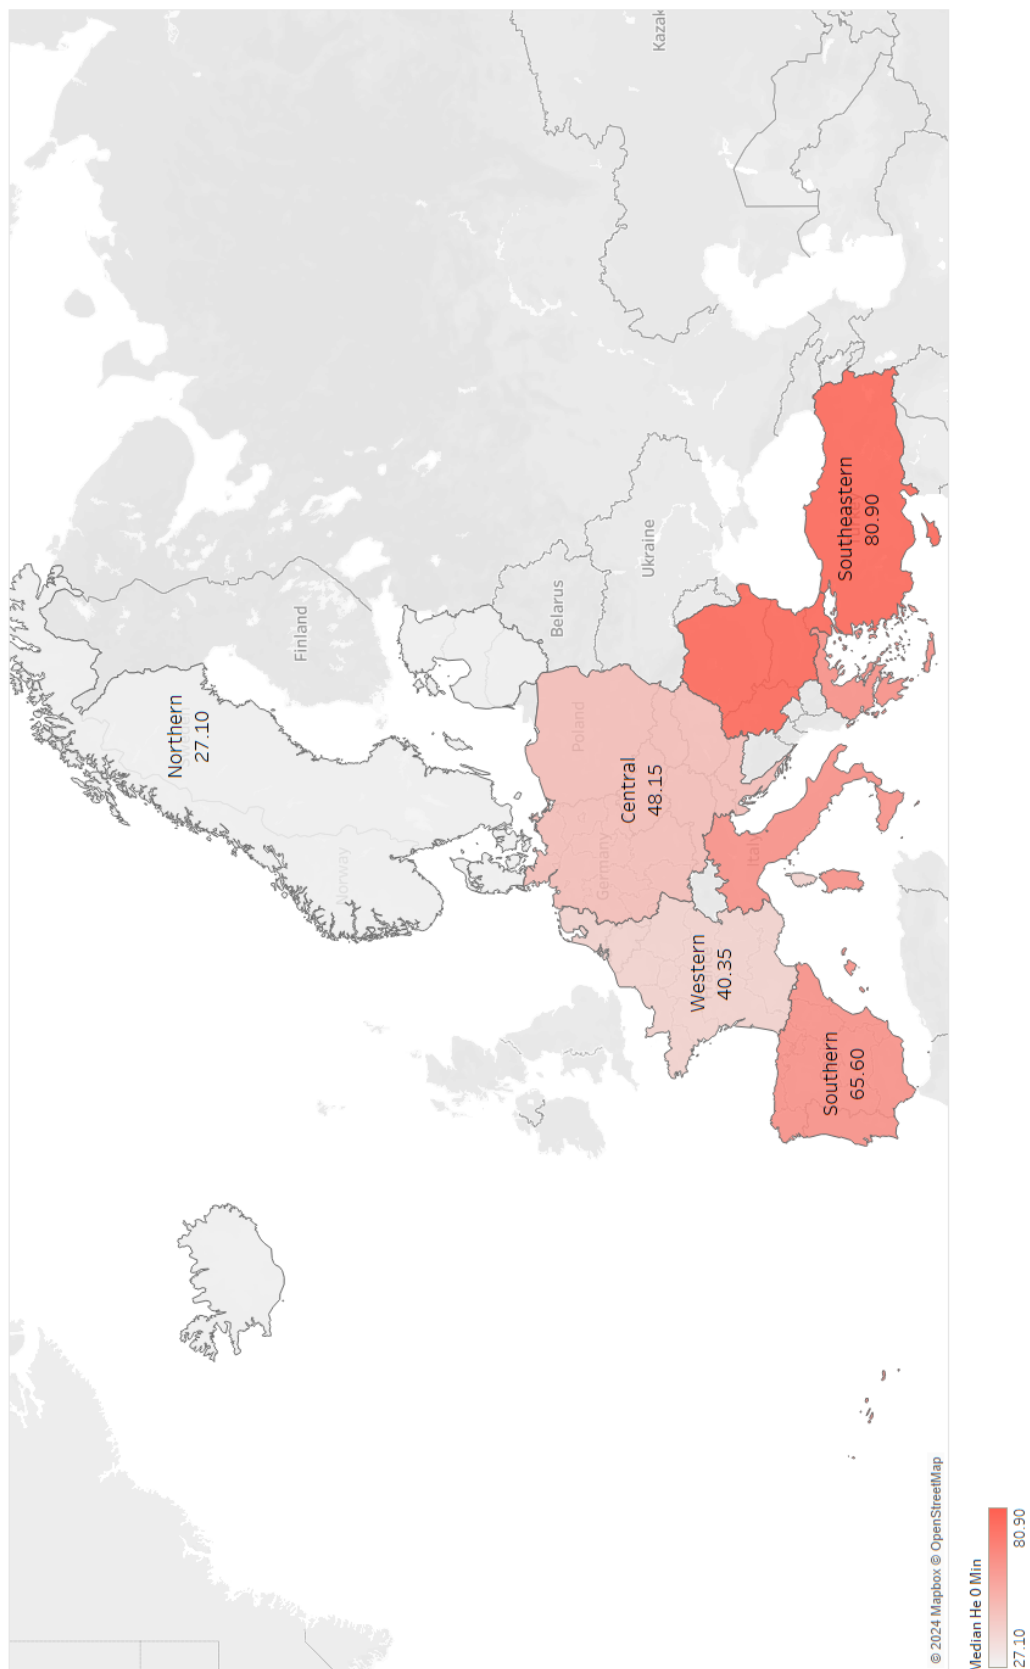 Kazak
Finland
Northern
27.10
Norway
Belarus
Ukraine
Poland
Germany
Central
48.15
Italy
Western
40.35
Southeastern
80.90
Southern
65.60
© 2024 Mapbox © OpenStreetMap
Median He 0 Min
27.10
80.90